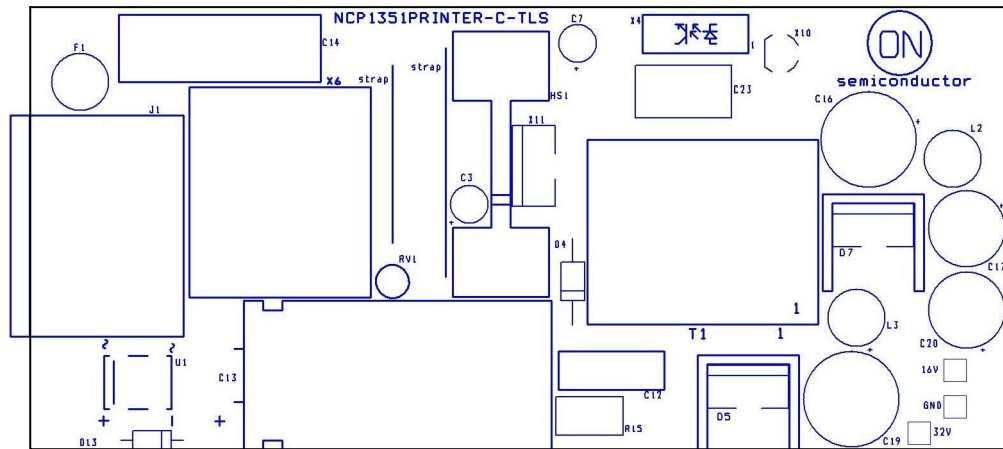 NCP1351PRINTER-C-TLS
F1
C14
C7
X4
1
X10
ON
semiconductor
X6
strap
strap
HS1
C23
C16
J1
X11
L2
C3
D4
D7
C17
RV1
1
T1
1
L3
C20
U1
C13
C12
16V
D5
GND
D13
R15
C19
32V